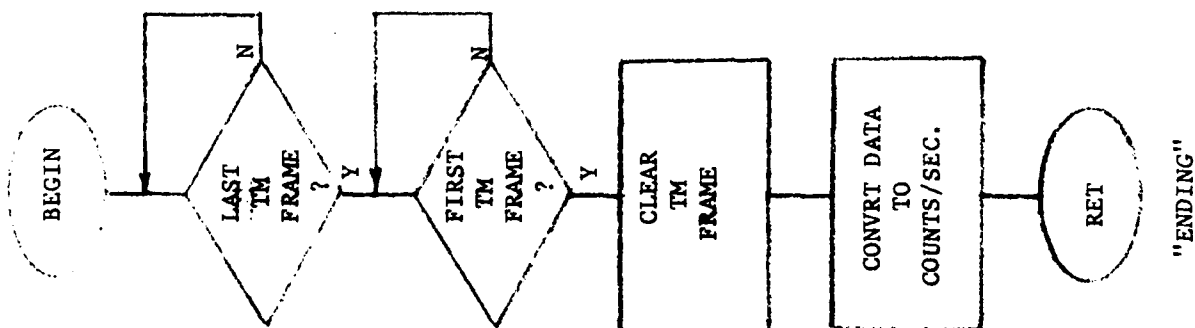 BEGIN
LAST
TM
FRAME
?
N
Y
FIRST
TM
FRAME
?
N
Y
CLEAR
TM
FRAME
CONVRT DATA
TO
COUNTS/SEC.
RET
"ENDING"